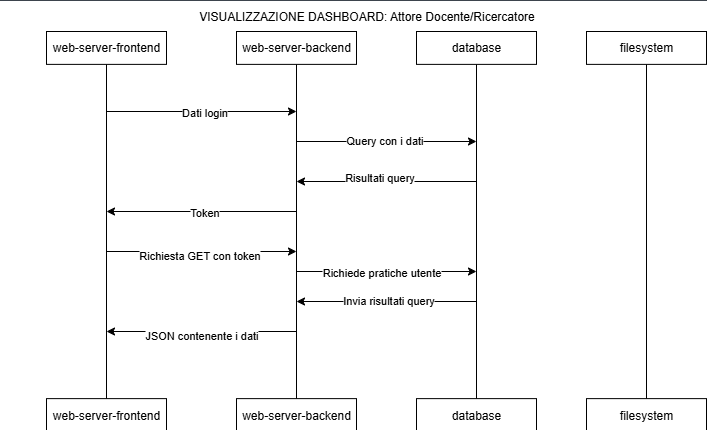 VISUALIZZAZIONE DASHBOARD: Attore Docente/Ricercatore
web-server-frontend
web-server-backend
database
filesystem
Dati login
Query con i dati
Risultati query
Token
Richiesta GET con token
Richiede pratiche utente
Invia risultati query
JSON contenente i dati
web-server-frontend
web-server-backend
database
filesystem